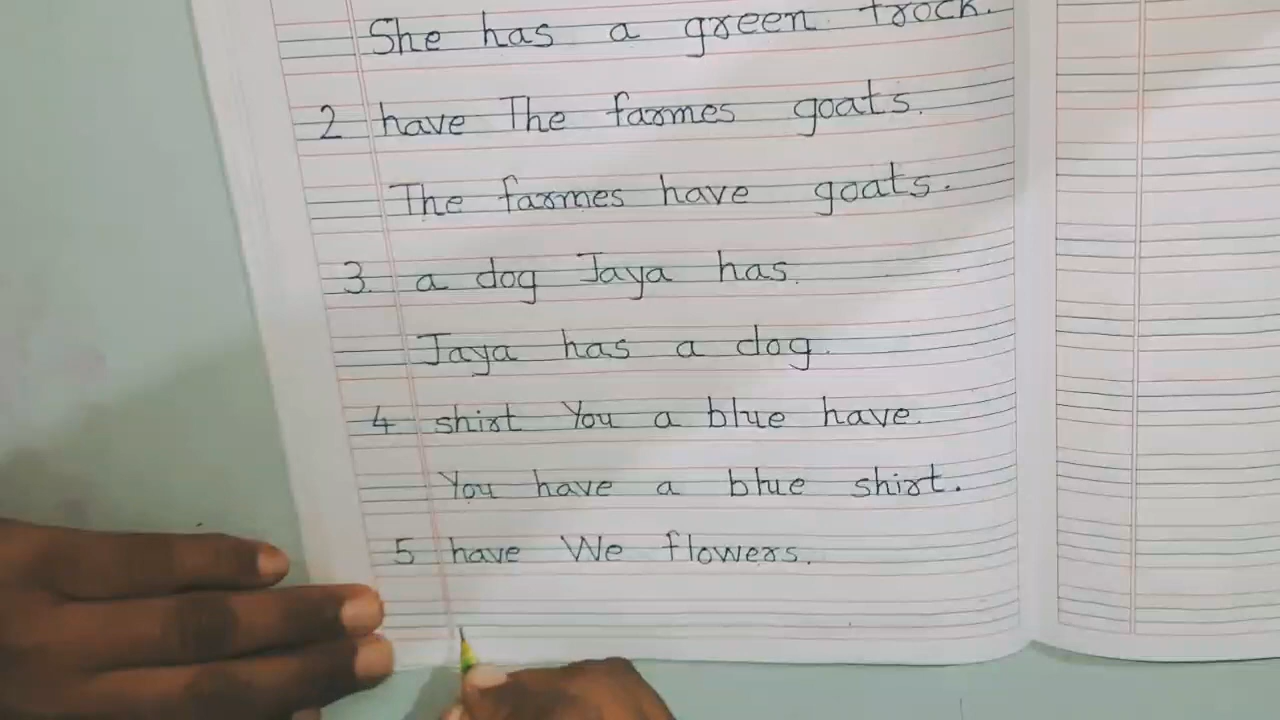 She has a green frock.
2 have The farmes goats.
The farmes have goats.
3. a dog Jaya has.
Jaya has a dog.
4 shirt You a blue have.
You have a blue shirt.
5 have We flowers.